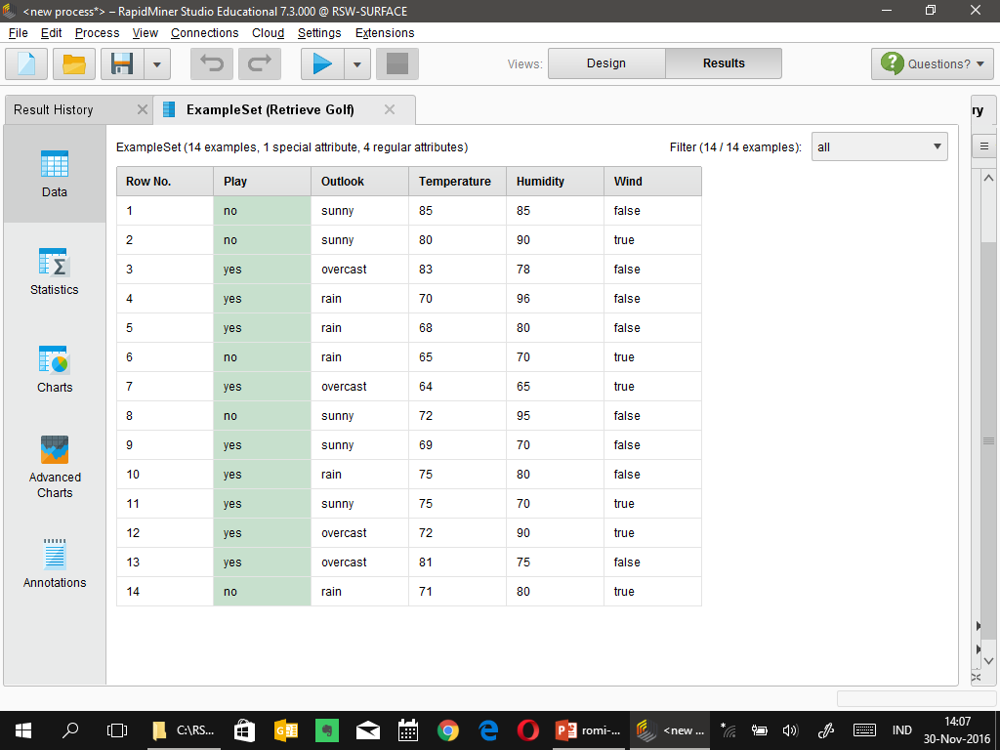 <new process*> – RapidMiner Studio Educational 7.3.000 @ RSW-SURFACE
File Edit Process View Connections Cloud Settings Extensions
Views: Design Results Questions?
Result History ExampleSet (Retrieve Golf) ry
ExampleSet (14 examples, 1 special attribute, 4 regular attributes) Filter (14 / 14 examples): all
Data
Statistics
Charts
Advanced
Charts
Annotations
Row No. Play Outlook Temperature Humidity Wind
1 no sunny 85 85 false
2 no sunny 80 90 true
3 yes overcast 83 78 false
4 yes rain 70 96 false
5 yes rain 68 80 false
6 no rain 65 70 true
7 yes overcast 64 65 true
8 no sunny 72 95 false
9 yes sunny 69 70 false
10 yes rain 75 80 false
11 yes sunny 75 70 true
12 yes overcast 72 90 true
13 yes overcast 81 75 false
14 no rain 71 80 true
C:\RS... romi-... <new ... IND 14:07
30-Nov-2016